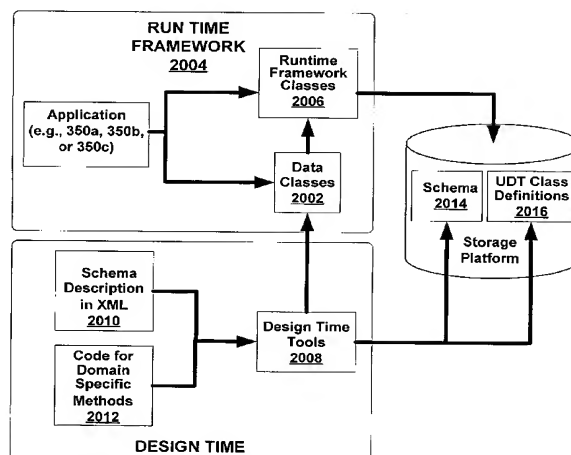 RUN TIME
FRAMEWORK
2004
Runtime
Framework
Classes
2006
Application
(e.g., 350a, 350b,
or 350c)
Data
Classes
2002
Schema
2014
UDT Class
Definitions
2016
Storage
Platform
Schema
Description
in XML
2010
Design Time
Tools
2008
Code for
Domain
Specific
Methods
2012
DESIGN TIME